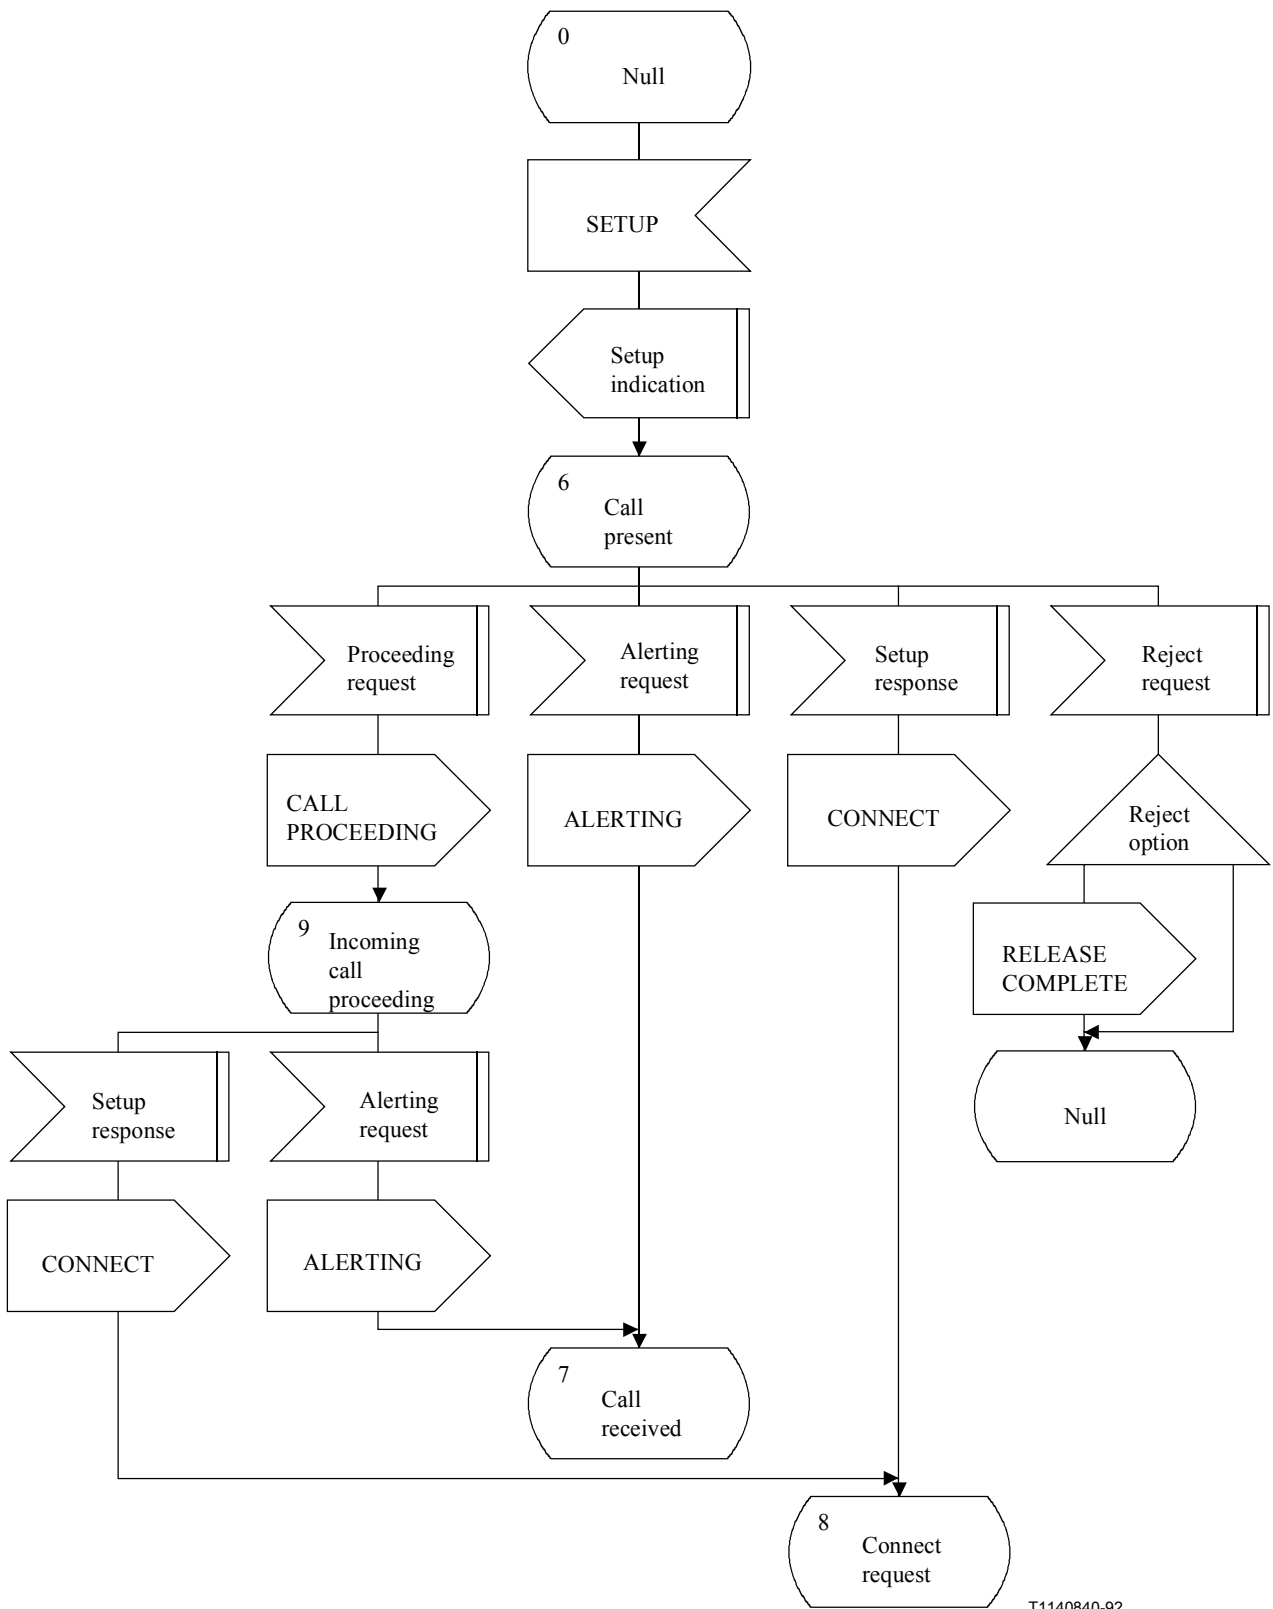 0
Null
SETUP
Setup
indication
6
Call
present
Proceeding
request
Alerting
request
Setup
response
Reject
request
CALL
PROCEEDING
ALERTING
CONNECT
Reject
option
9
Incoming
call
proceeding
RELEASE
COMPLETE
Setup
response
Alerting
request
Null
CONNECT
ALERTING
7
Call
received
8
Connect
request
T1140840-92